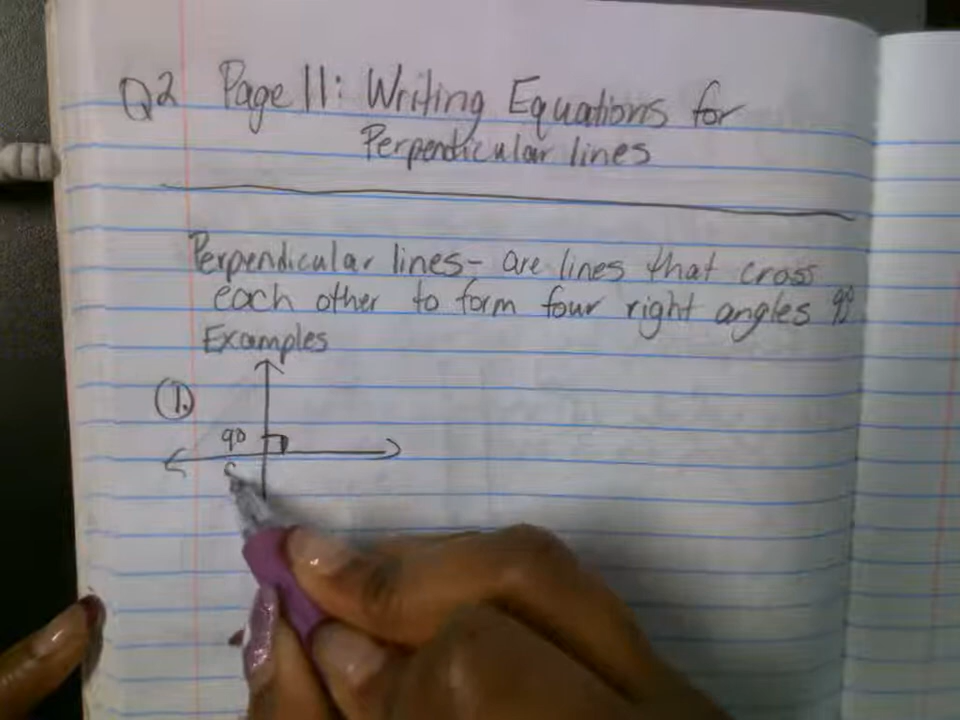 Q2 Page 11: Writing Equations for
Perpendicular lines
Perpendicular lines- are lines that cross
each other to form four right angles 90
Examples
1.
90